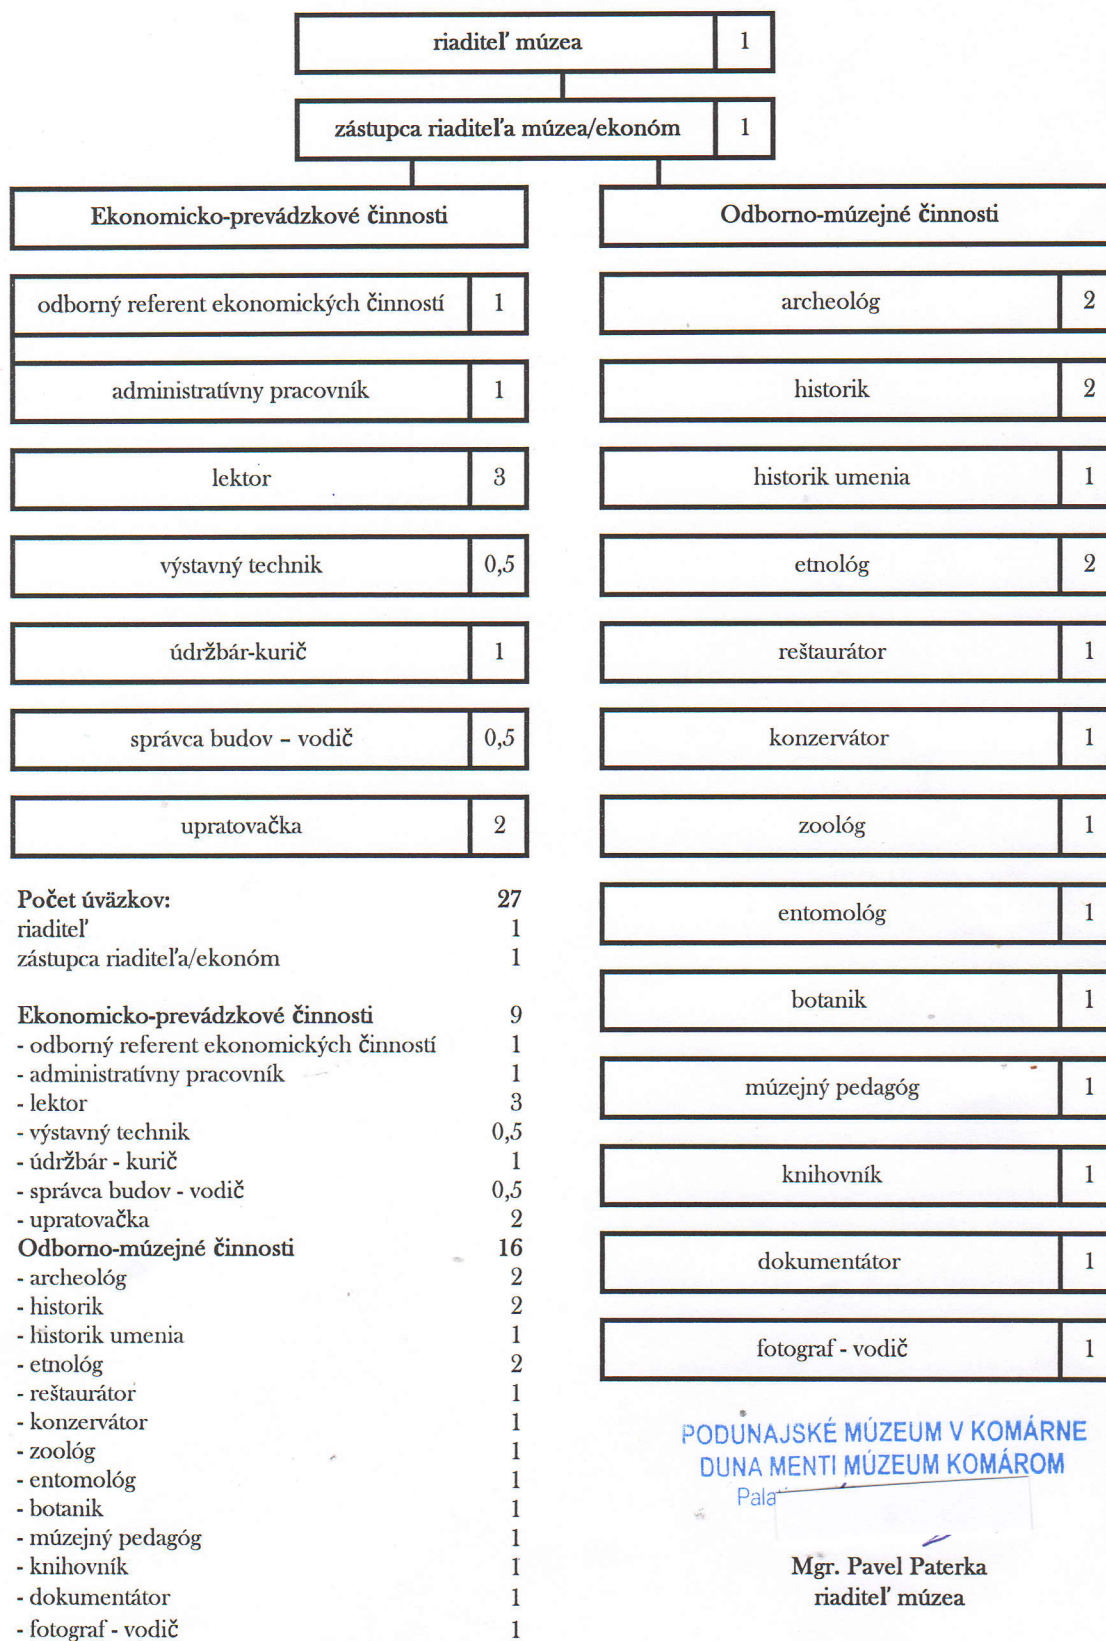 riaditeľ múzea 1
zástupca riaditeľa múzea/ekonóm 1
Ekonomicko-prevádzkové činnosti
odborný referent ekonomických činností 1
administratívny pracovník 1
lektor 3
výstavný technik 0,5
údržbár-kurič 1
správca budov – vodič 0,5
upratovačka 2
Počet úväzkov: 27
riaditeľ 1
zástupca riaditeľa/ekonóm 1
Ekonomicko-prevádzkové činnosti 9
- odborný referent ekonomických činností 1
- administratívny pracovník 1
- lektor 3
- výstavný technik 0,5
- údržbár - kurič 1
- správca budov - vodič 0,5
- upratovačka 2
Odborno-múzejné činnosti 16
- archeológ 2
- historik 2
- historik umenia 1
- etnológ 2
- reštaurátor 1
- konzervátor 1
- zoológ 1
- entomológ 1
- botanik 1
- múzejný pedagóg 1
- knihovník 1
- dokumentátor 1
- fotograf - vodič 1
Odborno-múzejné činnosti
archeológ 2
historik 2
historik umenia 1
etnológ 2
reštaurátor 1
konzervátor 1
zoológ 1
entomológ 1
botanik 1
múzejný pedagóg 1
knihovník 1
dokumentátor 1
fotograf - vodič 1
PODUNAJSKÉ MÚZEUM V KOMÁRNE
DUNA MENTI MÚZEUM KOMÁROM
Mgr. Pavel Paterka
riaditeľ múzea